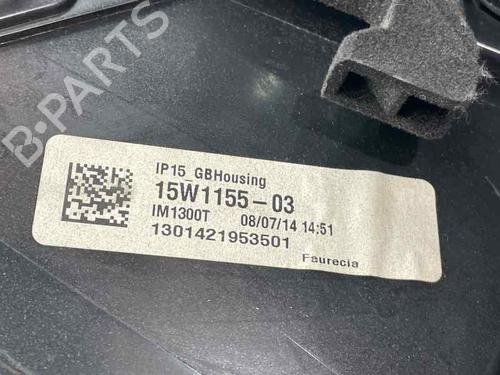 B-PARTS
IP15_GBHousing
15W1155-03
IM1300T 08/07/14 14:51
1301421953501
Faurecia